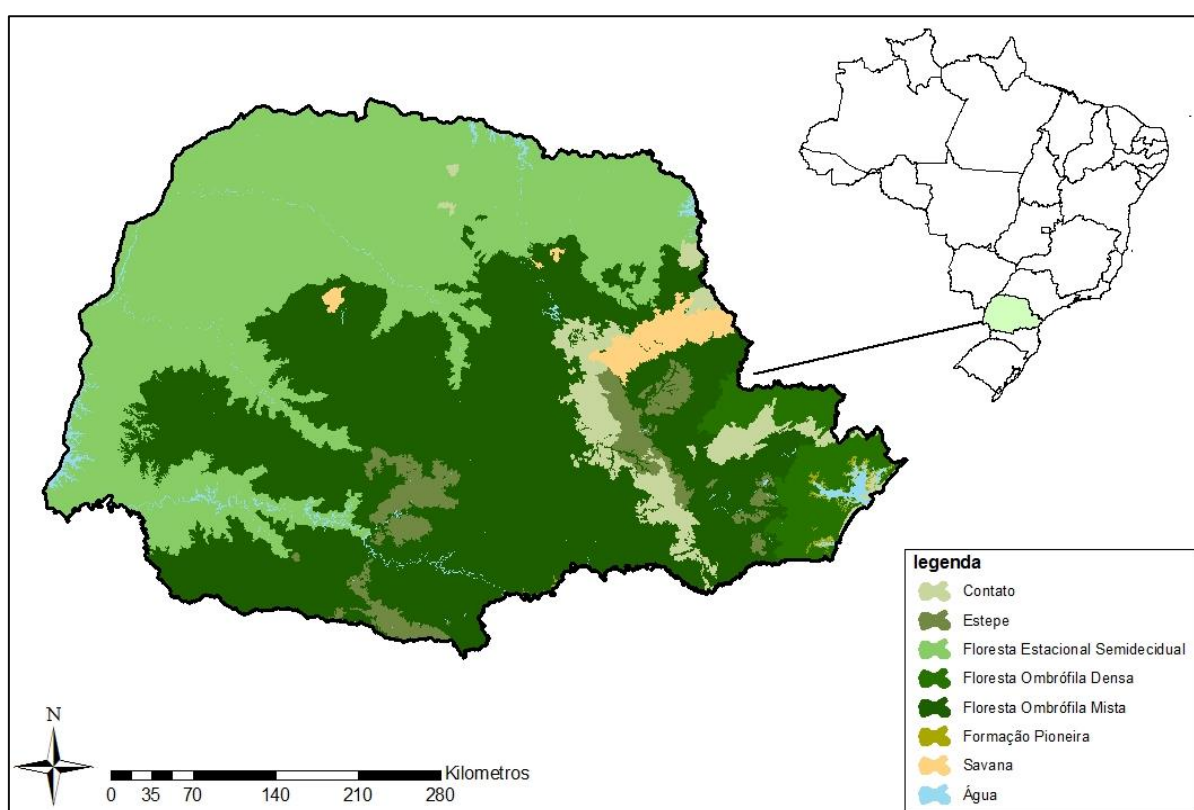 legenda
Contato
Estepe
Floresta Estacional Semidecidual
Floresta Ombrófila Densa
Floresta Ombrófila Mista
Formação Pioneira
Savana
Água
N
Kilometros
0 35 70 140 210 280